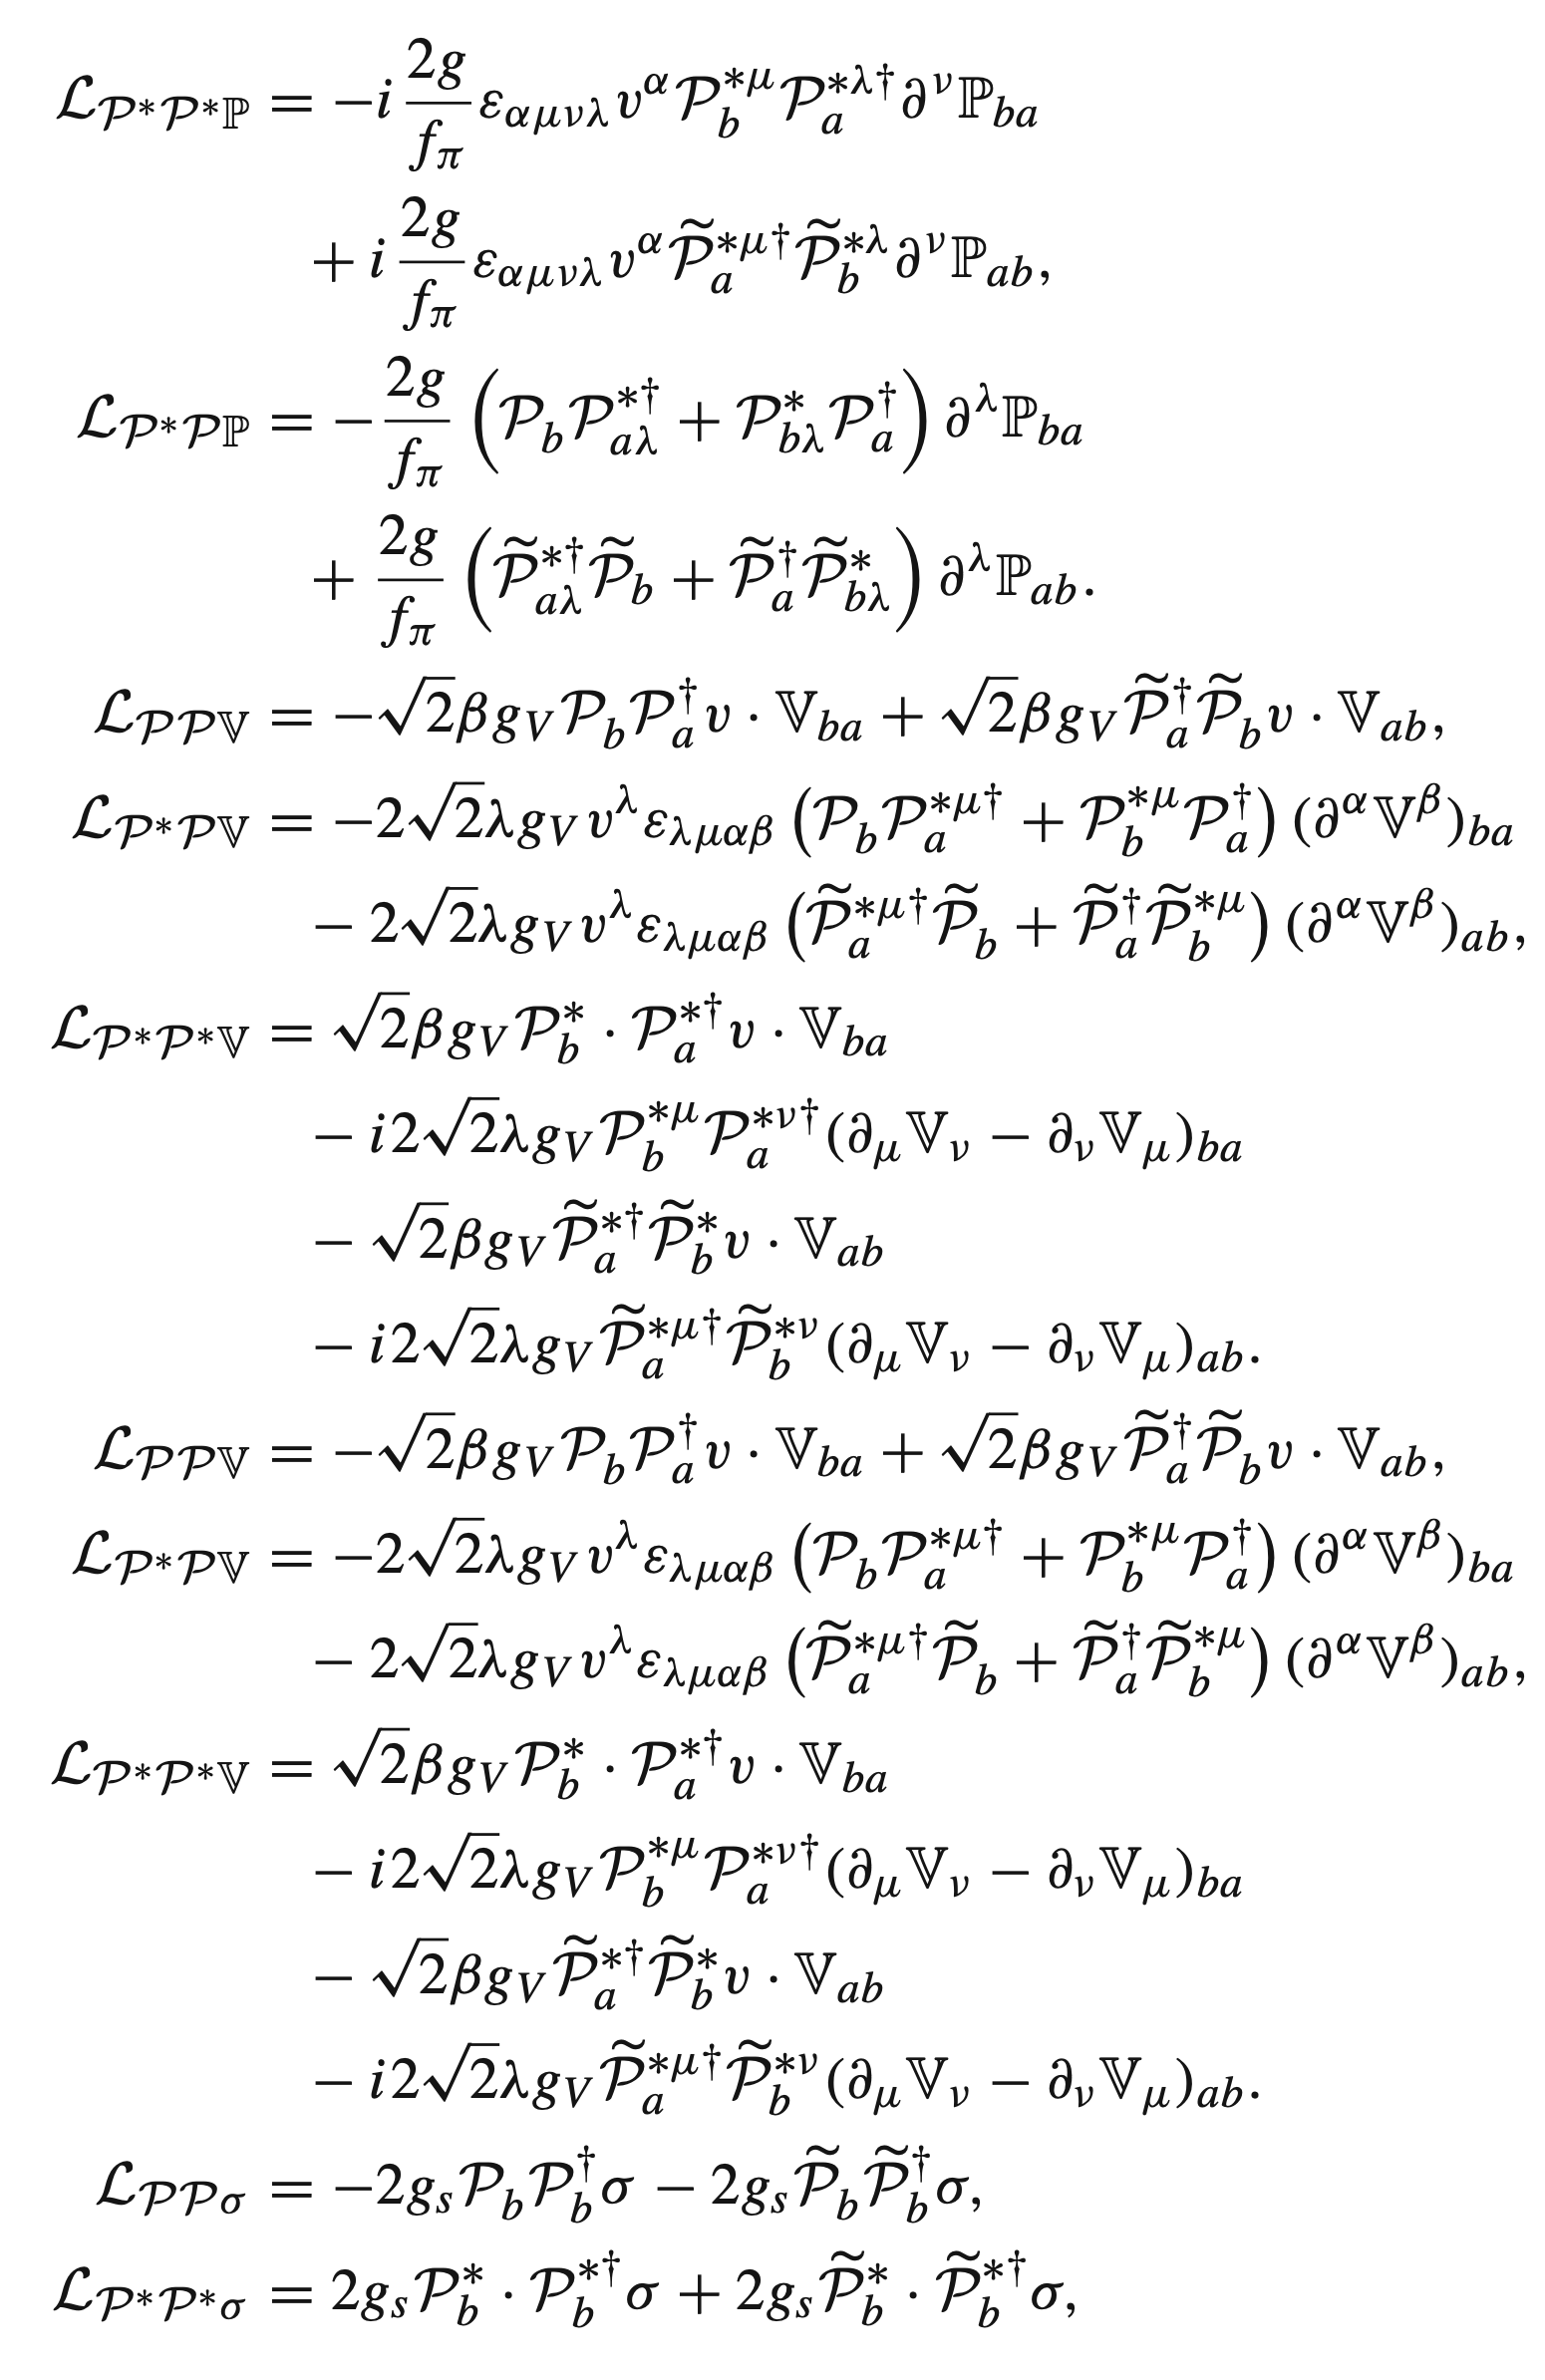 \mathcal{L}_{\mathcal{P}^*\mathcal{P}^*\mathbb{P}} = -i\frac{2g}{f_\pi}\varepsilon_{\alpha\mu\nu\lambda}v^\alpha\mathcal{P}_b^{*\mu}\mathcal{P}_a^{*\lambda\dagger}\partial^\nu\mathbb{P}_{ba}
+ i\frac{2g}{f_\pi}\varepsilon_{\alpha\mu\nu\lambda}v^\alpha\widetilde{\mathcal{P}}_a^{*\mu\dagger}\widetilde{\mathcal{P}}_b^{*\lambda}\partial^\nu\mathbb{P}_{ab},
\mathcal{L}_{\mathcal{P}^*\mathcal{P}\mathbb{P}} = -\frac{2g}{f_\pi}\left(\mathcal{P}_b\mathcal{P}_{a\lambda}^{*\dagger} + \mathcal{P}_{b\lambda}^*\mathcal{P}_a^\dagger\right)\partial^\lambda\mathbb{P}_{ba}
+ \frac{2g}{f_\pi}\left(\widetilde{\mathcal{P}}_{a\lambda}^{*\dagger}\widetilde{\mathcal{P}}_b + \widetilde{\mathcal{P}}_a^\dagger\widetilde{\mathcal{P}}_{b\lambda}^*\right)\partial^\lambda\mathbb{P}_{ab}.
\mathcal{L}_{\mathcal{P}\mathcal{P}\mathbb{V}} = -\sqrt{2}\beta g_V\mathcal{P}_b\mathcal{P}_a^\dagger v\cdot\mathbb{V}_{ba} + \sqrt{2}\beta g_V\widetilde{\mathcal{P}}_a^\dagger\widetilde{\mathcal{P}}_b v\cdot\mathbb{V}_{ab},
\mathcal{L}_{\mathcal{P}^*\mathcal{P}\mathbb{V}} = -2\sqrt{2}\lambda g_V v^\lambda\varepsilon_{\lambda\mu\alpha\beta}\left(\mathcal{P}_b\mathcal{P}_a^{*\mu\dagger} + \mathcal{P}_b^{*\mu}\mathcal{P}_a^\dagger\right)(\partial^\alpha\mathbb{V}^\beta)_{ba}
- 2\sqrt{2}\lambda g_V v^\lambda\varepsilon_{\lambda\mu\alpha\beta}\left(\widetilde{\mathcal{P}}_a^{*\mu\dagger}\widetilde{\mathcal{P}}_b + \widetilde{\mathcal{P}}_a^\dagger\widetilde{\mathcal{P}}_b^{*\mu}\right)(\partial^\alpha\mathbb{V}^\beta)_{ab},
\mathcal{L}_{\mathcal{P}^*\mathcal{P}^*\mathbb{V}} = \sqrt{2}\beta g_V\mathcal{P}_b^*\cdot\mathcal{P}_a^{*\dagger}v\cdot\mathbb{V}_{ba}
- i2\sqrt{2}\lambda g_V\mathcal{P}_b^{*\mu}\mathcal{P}_a^{*\nu\dagger}(\partial_\mu\mathbb{V}_\nu - \partial_\nu\mathbb{V}_\mu)_{ba}
- \sqrt{2}\beta g_V\widetilde{\mathcal{P}}_a^{*\dagger}\widetilde{\mathcal{P}}_b^*v\cdot\mathbb{V}_{ab}
- i2\sqrt{2}\lambda g_V\widetilde{\mathcal{P}}_a^{*\mu\dagger}\widetilde{\mathcal{P}}_b^{*\nu}(\partial_\mu\mathbb{V}_\nu - \partial_\nu\mathbb{V}_\mu)_{ab}.
\mathcal{L}_{\mathcal{P}\mathcal{P}\mathbb{V}} = -\sqrt{2}\beta g_V\mathcal{P}_b\mathcal{P}_a^\dagger v\cdot\mathbb{V}_{ba} + \sqrt{2}\beta g_V\widetilde{\mathcal{P}}_a^\dagger\widetilde{\mathcal{P}}_b v\cdot\mathbb{V}_{ab},
\mathcal{L}_{\mathcal{P}^*\mathcal{P}\mathbb{V}} = -2\sqrt{2}\lambda g_V v^\lambda\varepsilon_{\lambda\mu\alpha\beta}\left(\mathcal{P}_b\mathcal{P}_a^{*\mu\dagger} + \mathcal{P}_b^{*\mu}\mathcal{P}_a^\dagger\right)(\partial^\alpha\mathbb{V}^\beta)_{ba}
- 2\sqrt{2}\lambda g_V v^\lambda\varepsilon_{\lambda\mu\alpha\beta}\left(\widetilde{\mathcal{P}}_a^{*\mu\dagger}\widetilde{\mathcal{P}}_b + \widetilde{\mathcal{P}}_a^\dagger\widetilde{\mathcal{P}}_b^{*\mu}\right)(\partial^\alpha\mathbb{V}^\beta)_{ab},
\mathcal{L}_{\mathcal{P}^*\mathcal{P}^*\mathbb{V}} = \sqrt{2}\beta g_V\mathcal{P}_b^*\cdot\mathcal{P}_a^{*\dagger}v\cdot\mathbb{V}_{ba}
- i2\sqrt{2}\lambda g_V\mathcal{P}_b^{*\mu}\mathcal{P}_a^{*\nu\dagger}(\partial_\mu\mathbb{V}_\nu - \partial_\nu\mathbb{V}_\mu)_{ba}
- \sqrt{2}\beta g_V\widetilde{\mathcal{P}}_a^{*\dagger}\widetilde{\mathcal{P}}_b^*v\cdot\mathbb{V}_{ab}
- i2\sqrt{2}\lambda g_V\widetilde{\mathcal{P}}_a^{*\mu\dagger}\widetilde{\mathcal{P}}_b^{*\nu}(\partial_\mu\mathbb{V}_\nu - \partial_\nu\mathbb{V}_\mu)_{ab}.
\mathcal{L}_{\mathcal{P}\mathcal{P}\sigma} = -2g_s\mathcal{P}_b\mathcal{P}_b^\dagger\sigma - 2g_s\widetilde{\mathcal{P}}_b\widetilde{\mathcal{P}}_b^\dagger\sigma,
\mathcal{L}_{\mathcal{P}^*\mathcal{P}^*\sigma} = 2g_s\mathcal{P}_b^*\cdot\mathcal{P}_b^{*\dagger}\sigma + 2g_s\widetilde{\mathcal{P}}_b^*\cdot\widetilde{\mathcal{P}}_b^{*\dagger}\sigma,